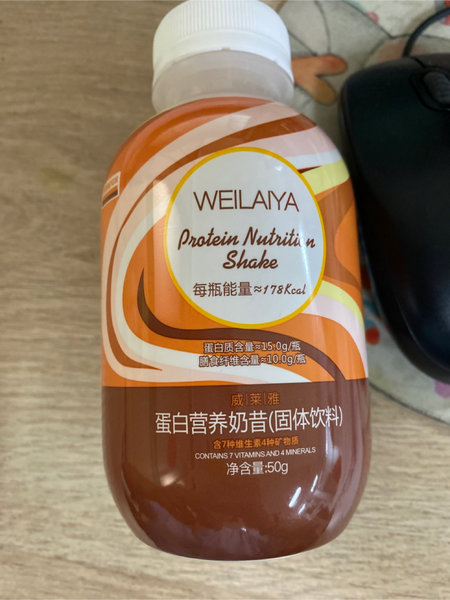 WEILAIYA
Protein Nutrition
Shake
每瓶能量≈178Kcal
蛋白质含量≈15.0g/瓶
膳食纤维含量≈10.0g/瓶
威|莱|雅
蛋白营养奶昔(固体饮料)
含7种维生素4种矿物质
CONTAINS 7 VITAMINS AND 4 MINERALS
净含量:50g